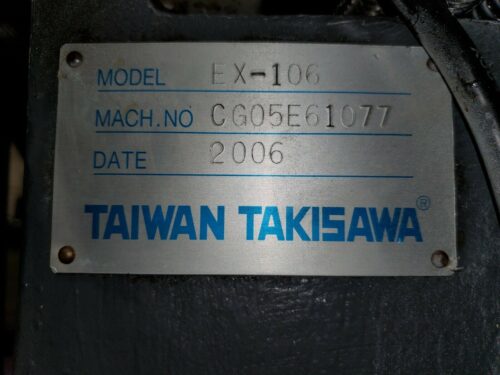 MODEL EX-106
MACH.NO CG05E61077
DATE 2006
TAIWAN TAKISAWA®